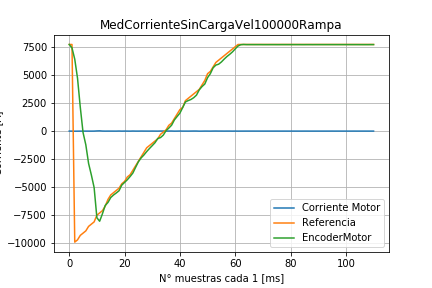 MedCorrienteSinCargaVel100000Rampa
7500
5000
2500
0
−2500
−5000
−7500
−10000
0 20 40 60 80 100
N° muestras cada 1 [ms]
Corriente Motor
Referencia
EncoderMotor